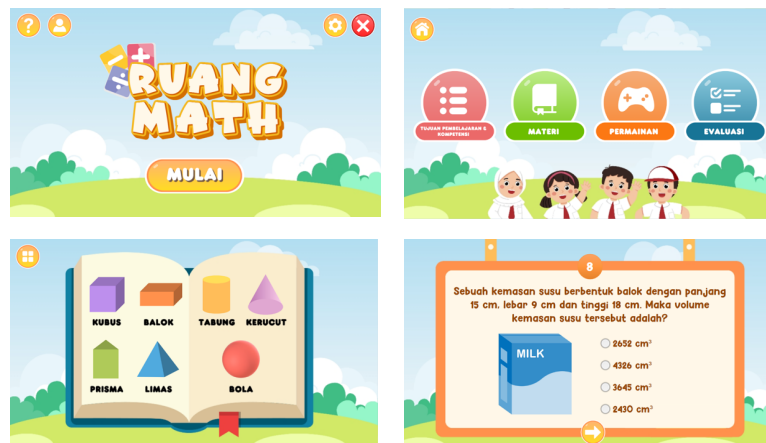 RUANG
MATH
MULAI
TUJUAN PEMBELAJARAN &
KOMPETENSI
MATERI
PERMAINAN
EVALUASI
KUBUS
BALOK
TABUNG
KERUCUT
PRISMA
LIMAS
BOLA
8
Sebuah kemasan susu berbentuk balok dengan panjang
15 cm, lebar 9 cm dan tinggi 18 cm. Maka volume
kemasan susu tersebut adalah?
MILK
2652 cm³
4326 cm³
3645 cm³
2430 cm³